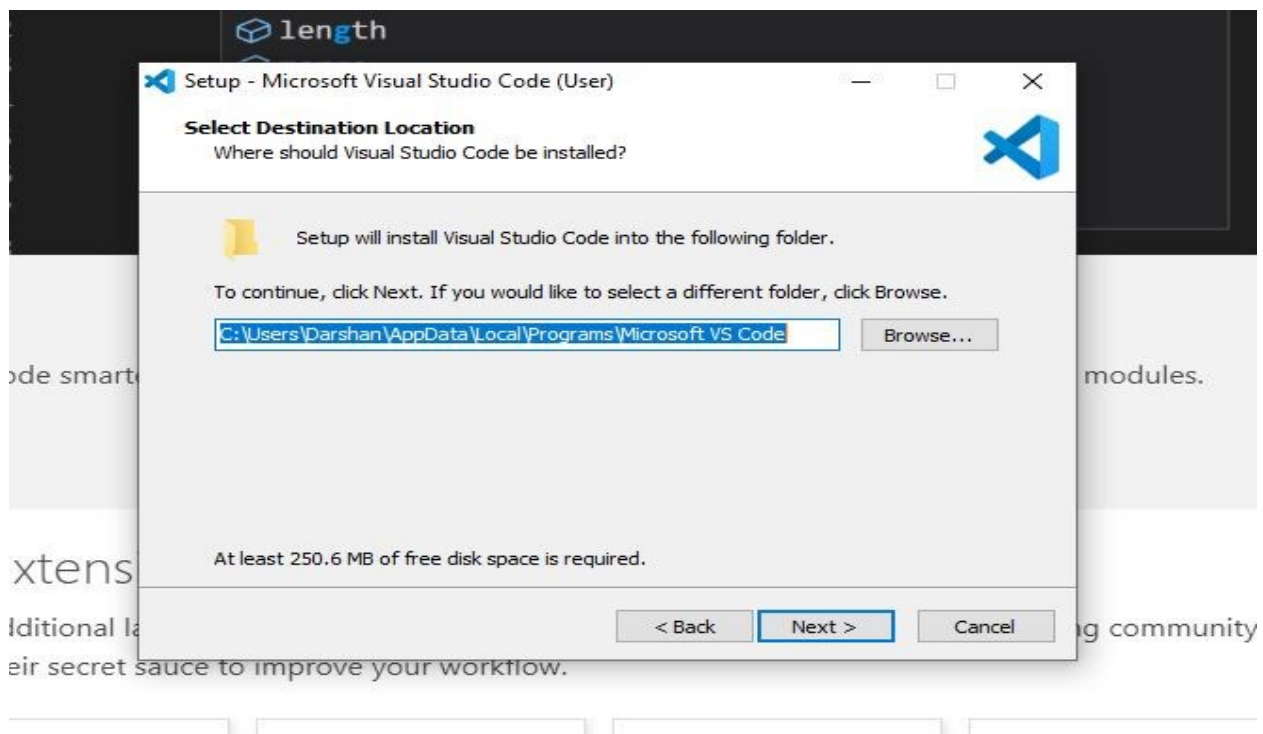 length
Setup - Microsoft Visual Studio Code (User)
Select Destination Location
Where should Visual Studio Code be installed?
Setup will install Visual Studio Code into the following folder.
To continue, click Next. If you would like to select a different folder, click Browse.
C:\Users\Darshan\AppData\Local\Programs\Microsoft VS Code
Browse...
ode smarte
modules.
At least 250.6 MB of free disk space is required.
xtens
< Back
Next >
Cancel
dditional la
ng community
eir secret sauce to improve your workflow.